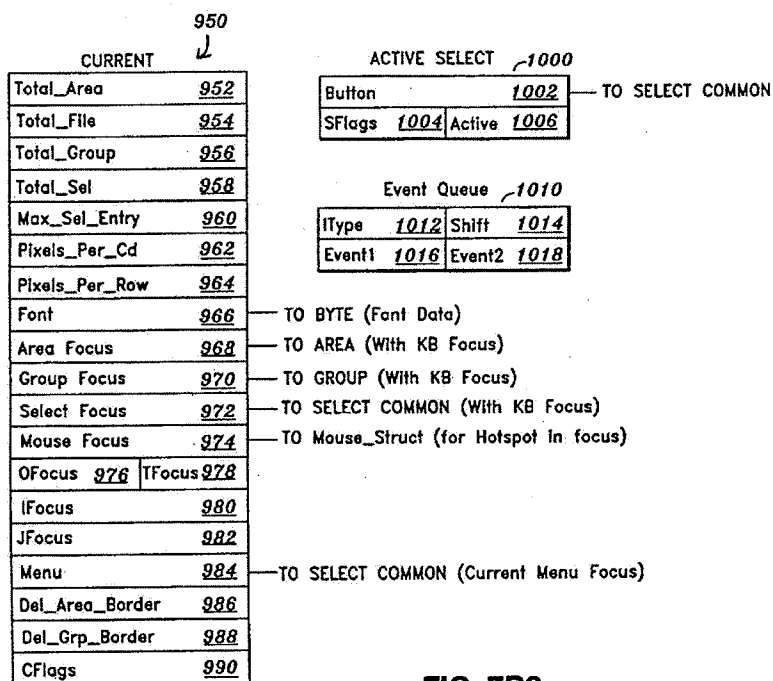 950
CURRENT
Total_Area 952
Total_File 954
Total_Group 956
Total_Sel 958
Max_Sel_Entry 960
Pixels_Per_Cd 962
Pixels_Per_Row 964
Font 966 TO BYTE (Font Data)
Area Focus 968 TO AREA (With KB Focus)
Group Focus 970 TO GROUP (With KB Focus)
Select Focus 972 TO SELECT COMMON (With KB Focus)
Mouse Focus 974 TO Mouse_Struct (for Hotspot in focus)
OFocus 976 TFocus 978
IFocus 980
JFocus 982
Menu 984 TO SELECT COMMON (Current Menu Focus)
Del_Area_Border 986
Del_Grp_Border 988
CFlags 990
ACTIVE SELECT 1000
Button 1002 TO SELECT COMMON
SFlags 1004 Active 1006
Event Queue 1010
IType 1012 Shift 1014
Event1 1016 Event2 1018